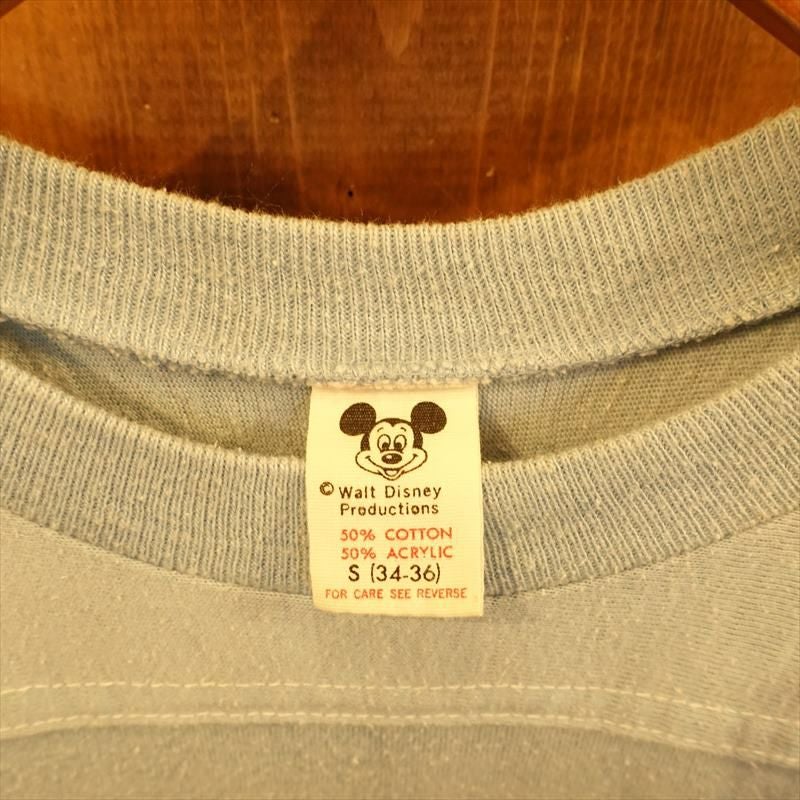 © Walt Disney
Productions
50% COTTON
50% ACRYLIC
S (34-36)
FOR CARE SEE REVERSE